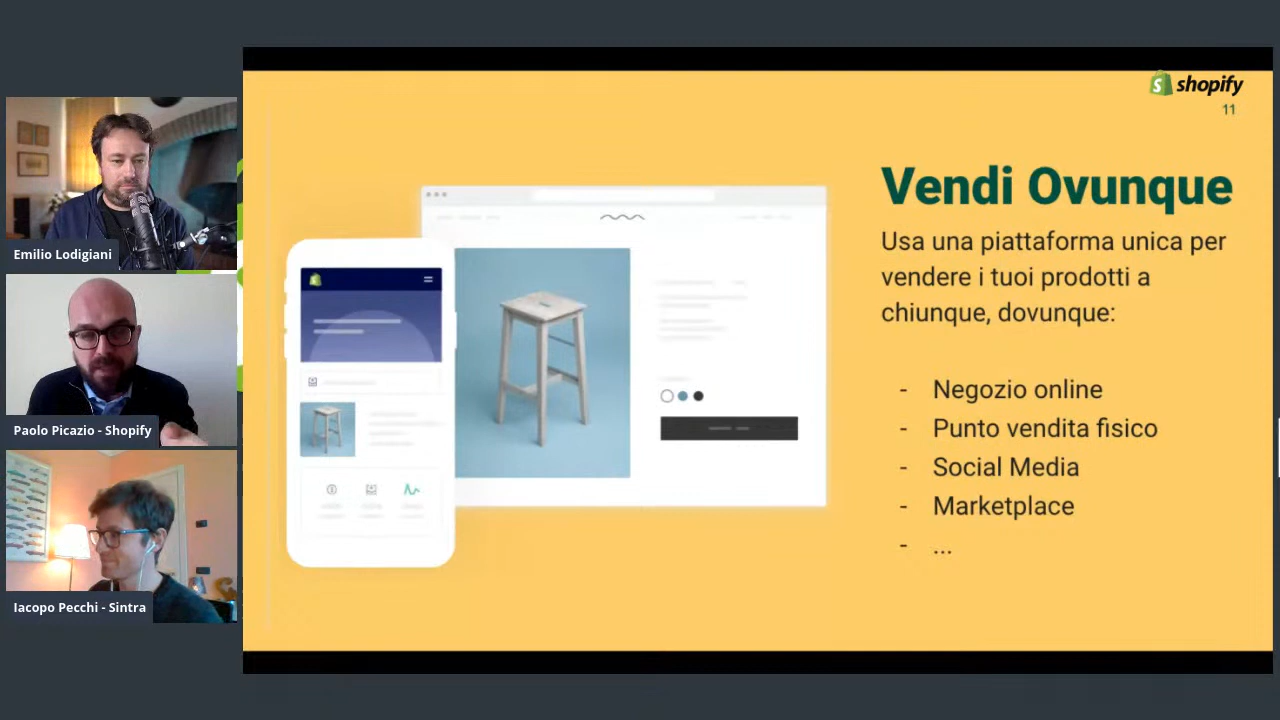 shopify
11
Vendi Ovunque
Usa una piattaforma unica per
vendere i tuoi prodotti a
chiunque, dovunque:
- Negozio online
- Punto vendita fisico
- Social Media
- Marketplace
- ...
Emilio Lodigiani
Paolo Picazio - Shopify
Iacopo Pecchi - Sintra